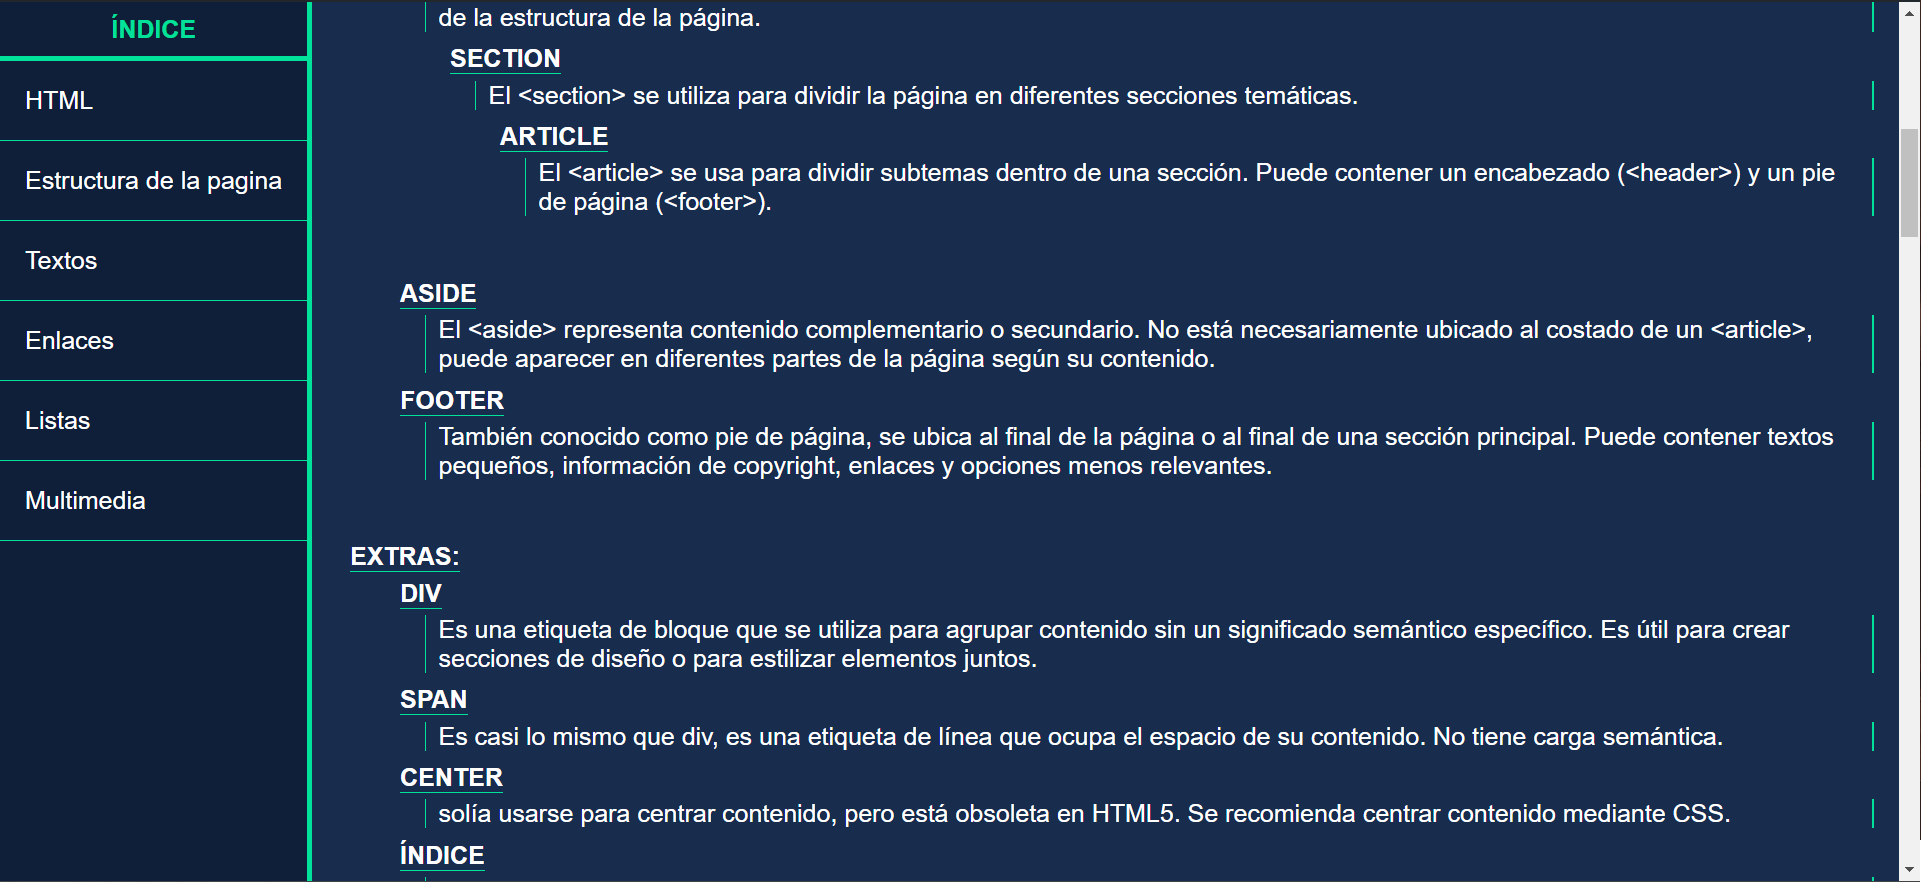 ÍNDICE
HTML
Estructura de la pagina
Textos
Enlaces
Listas
Multimedia
de la estructura de la página.
SECTION
El <section> se utiliza para dividir la página en diferentes secciones temáticas.
ARTICLE
El <article> se usa para dividir subtemas dentro de una sección. Puede contener un encabezado (<header>) y un pie
de página (<footer>).
ASIDE
El <aside> representa contenido complementario o secundario. No está necesariamente ubicado al costado de un <article>,
puede aparecer en diferentes partes de la página según su contenido.
FOOTER
También conocido como pie de página, se ubica al final de la página o al final de una sección principal. Puede contener textos
pequeños, información de copyright, enlaces y opciones menos relevantes.
EXTRAS:
DIV
Es una etiqueta de bloque que se utiliza para agrupar contenido sin un significado semántico específico. Es útil para crear
secciones de diseño o para estilizar elementos juntos.
SPAN
Es casi lo mismo que div, es una etiqueta de línea que ocupa el espacio de su contenido. No tiene carga semántica.
CENTER
solía usarse para centrar contenido, pero está obsoleta en HTML5. Se recomienda centrar contenido mediante CSS.
ÍNDICE